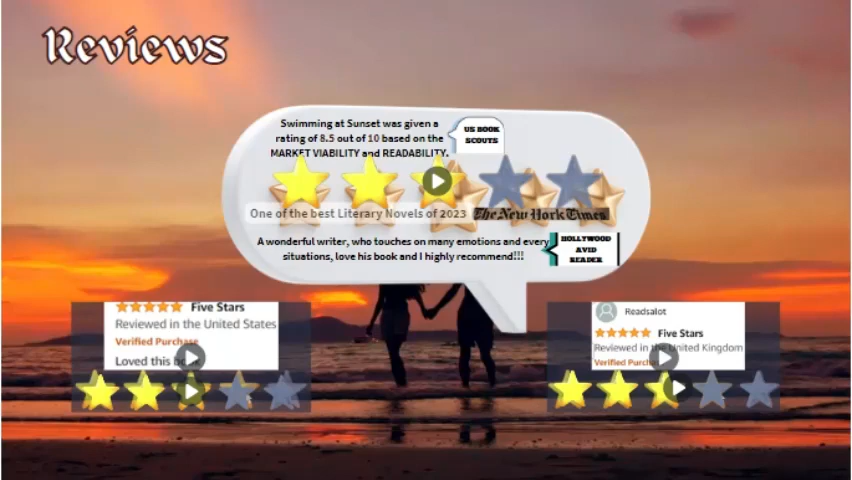 Reviews
Swimming at Sunset was given a
rating of 8.5 out of 10 based on the
MARKET VIABILITY and READABILITY.
US BOOK
SCOUTS
One of the best Literary Novels of 2023
The New York Times
A wonderful writer, who touches on many emotions and every
situations, love his book and I highly recommend!!!
HOLLYWOOD
AVID
READER
Five Stars
Reviewed in the United States
Verified Purchase
Loved this
Readsalot
Five Stars
Reviewed in the United Kingdom
Verified